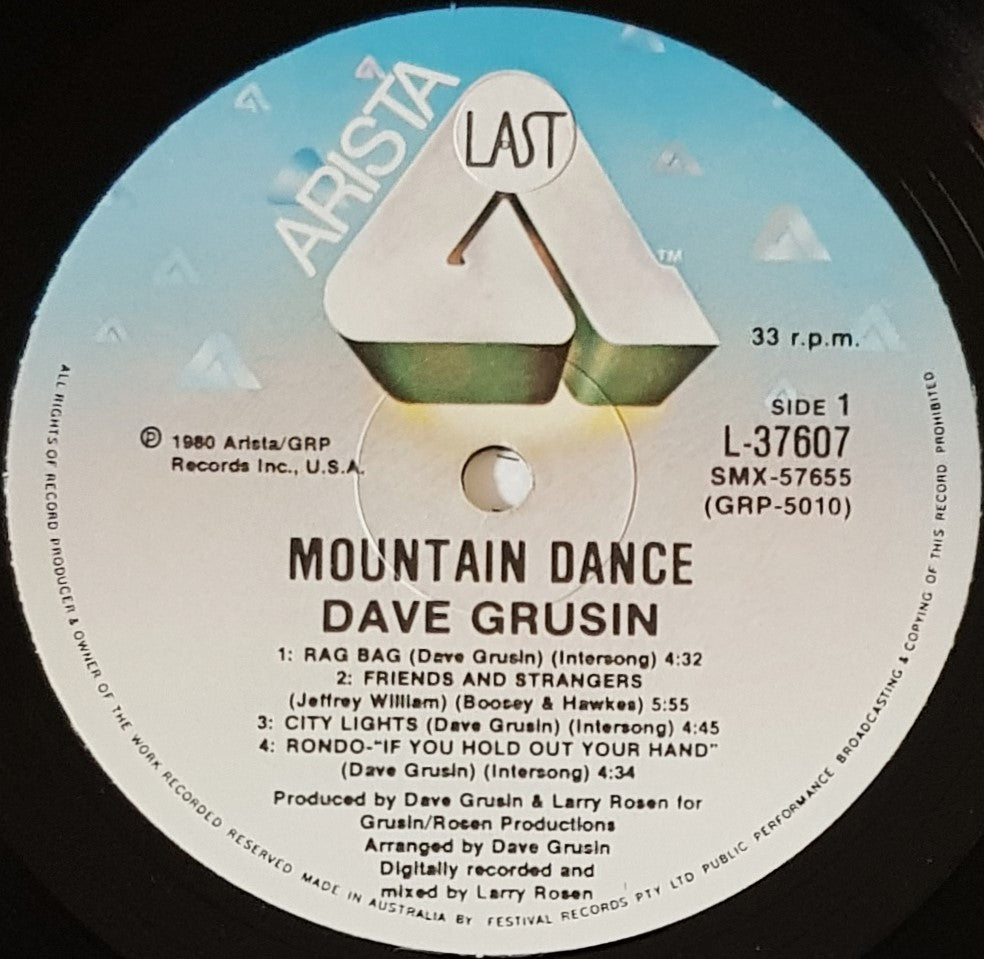 ARISTA
LAST
TM
33 r.p.m.
SIDE 1
L-37607
SMX-57655
(GRP-5010)
℗ 1980 Arista/GRP
Records Inc., U.S.A.
MOUNTAIN DANCE
DAVE GRUSIN
1: RAG BAG (Dave Grusin) (Intersong) 4:32
2: FRIENDS AND STRANGERS
(Jeffrey William) (Boosey & Hawkes) 5:55
3: CITY LIGHTS (Dave Grusin) (Intersong) 4:45
4: RONDO-"IF YOU HOLD OUT YOUR HAND"
(Dave Grusin) (Intersong) 4:34
Produced by Dave Grusin & Larry Rosen for
Grusin/Rosen Productions
Arranged by Dave Grusin
Digitally recorded and
mixed by Larry Rosen
ALL RIGHTS OF RECORD PRODUCER & OWNER OF THE WORK RECORDED RESERVED MADE IN AUSTRALIA BY FESTIVAL RECORDS PTY LTD PUBLIC PERFORMANCE BROADCASTING & COPYING OF THIS RECORD PROHIBITED